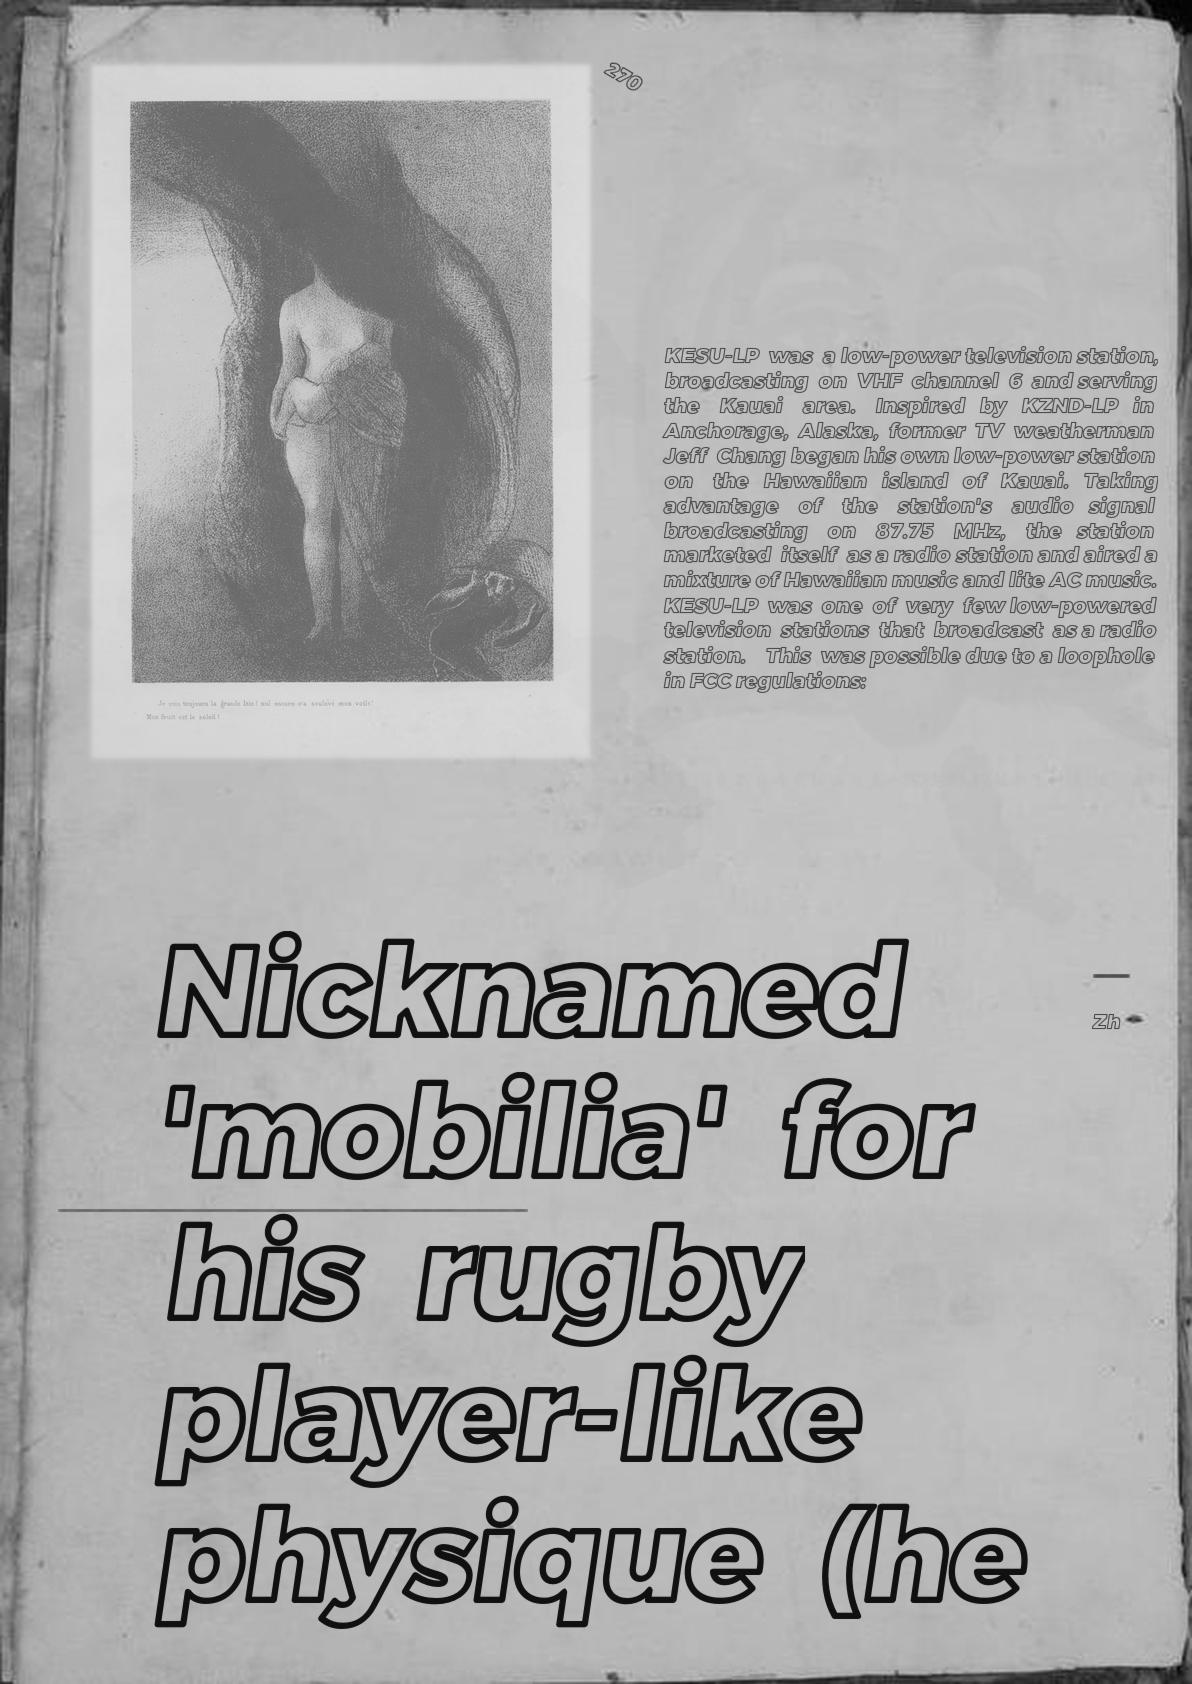 270
KESU-LP was a low-power television station,
broadcasting on VHF channel 6 and serving
the Kauai area. Inspired by KZND-LP in
Anchorage, Alaska, former TV weatherman
Jeff Chang began his own low-power station
on the Hawaiian island of Kauai. Taking
advantage of the station's audio signal
broadcasting on 87.75 MHz, the station
marketed itself as a radio station and aired a
mixture of Hawaiian music and lite AC music.
KESU-LP was one of very few low-powered
television stations that broadcast as a radio
station. This was possible due to a loophole
in FCC regulations:
Je suis toujours la grande Isis! nul encore n'a soulevé mon voile!
Mon fruit est le soleil!
Nicknamed
'mobilia' for
his rugby
player-like
physique (he
Zh